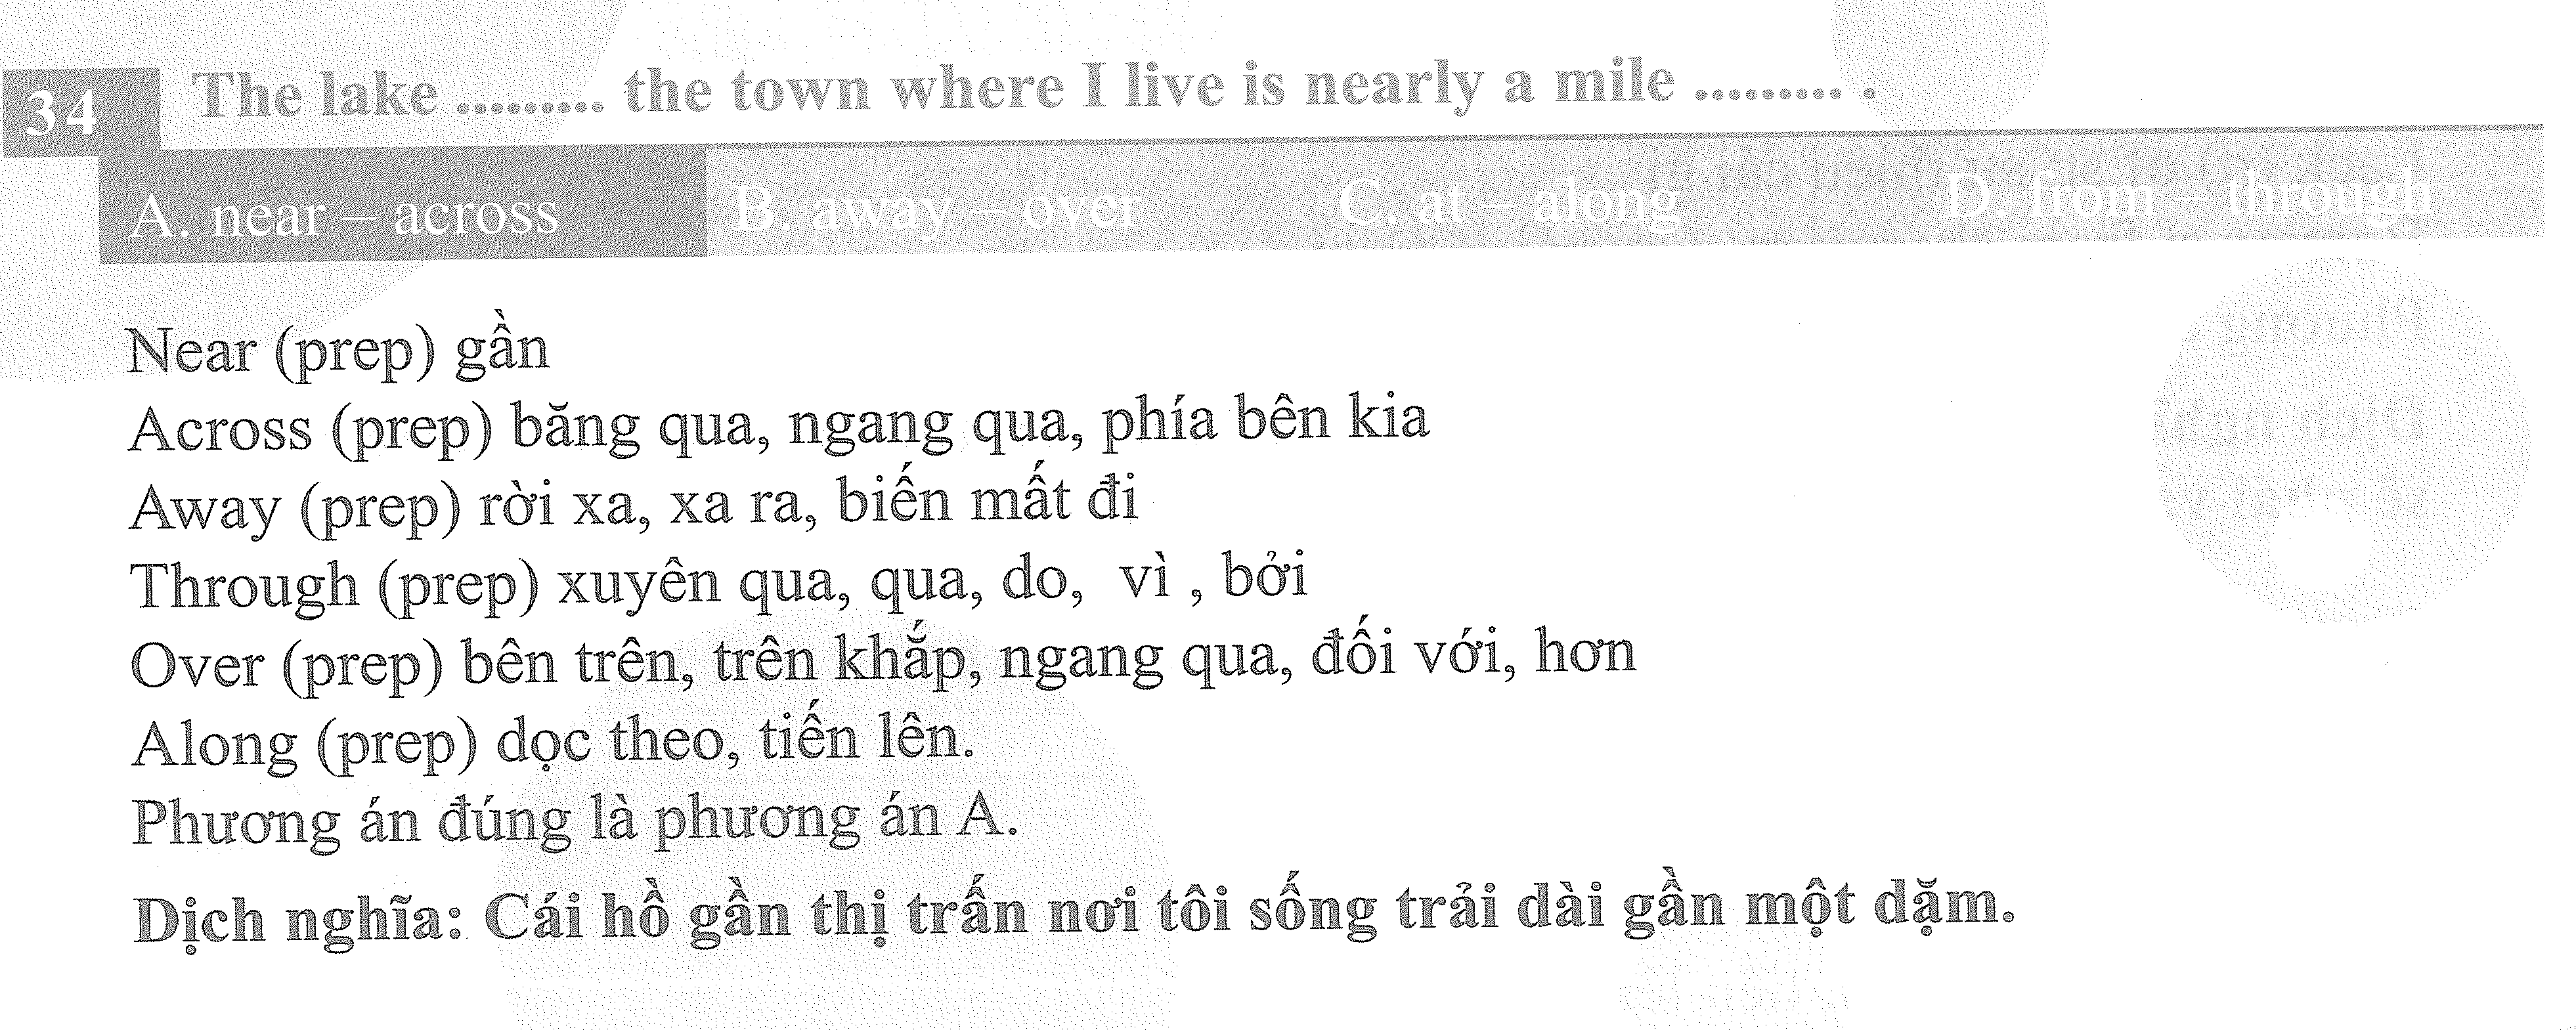 34 The lake ......... the town where I live is nearly a mile ......... .
A. near – across B. away – over C. at – along D. from – through
Near (prep) gần
Across (prep) băng qua, ngang qua, phía bên kia
Away (prep) rời xa, xa ra, biến mất đi
Through (prep) xuyên qua, qua, do, vì , bởi
Over (prep) bên trên, trên khắp, ngang qua, đối với, hơn
Along (prep) dọc theo, tiến lên.
Phương án đúng là phương án A.
Dịch nghĩa: Cái hồ gần thị trấn nơi tôi sống trải dài gần một dặm.